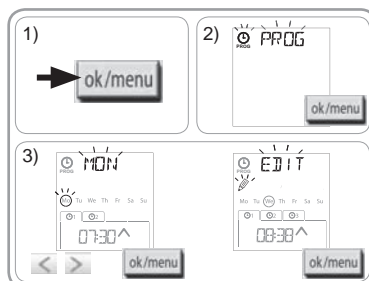 1)
ok/menu
2)
PROG
PROG
ok/menu
3)
PROG
MON
Mo Tu We Th Fr Sa Su
1 2
07:30
< >
ok/menu
EDIT
Mo Tu We Th Fr Sa Su
1 2 3
08:38
ok/menu